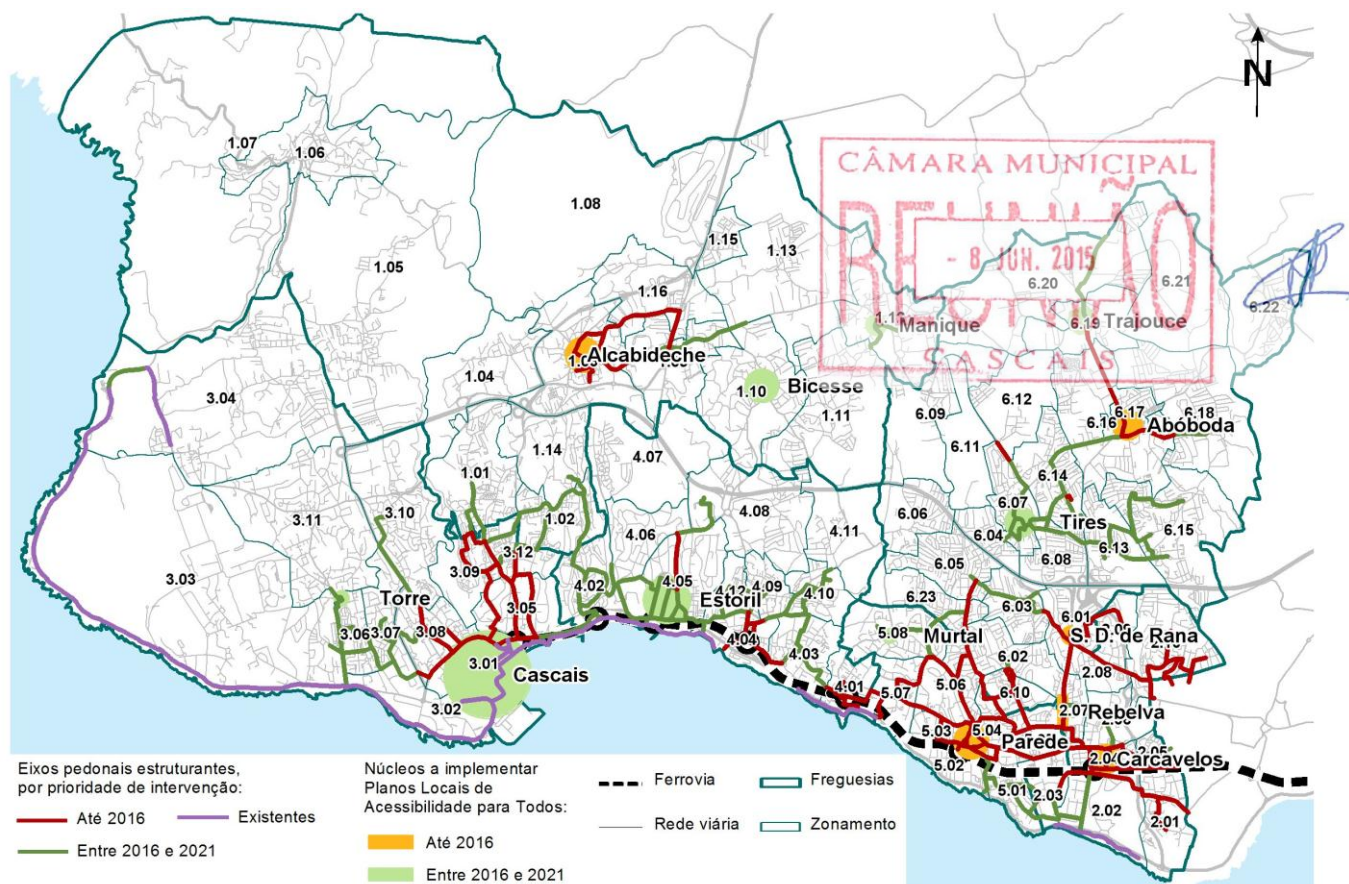 N
CÂMARA MUNICIPAL
REUNIÃO
- 8 JUN. 2015
CASCAIS
1.07
1.06
1.08
1.15
1.13
1.05
1.16
6.20
6.21
6.22
Manique
6.19
Trajouce
Alcabideche
1.04
1.10
Bicesse
1.11
3.04
6.09
6.12
6.17
6.18
6.16
Abóboda
1.14
4.07
6.11
1.01
6.14
3.11
3.10
1.02
4.08
6.07
4.06
4.11
6.06
6.04
Tires
6.15
3.12
6.13
3.03
3.09
6.08
4.02
4.05
6.05
Torre
3.05
Estoril
4.12
4.09
4.10
6.23
6.03
6.01
3.06
3.07
3.08
4.04
5.08
Murtal
S. D. de Rana
2.10
3.01
Cascais
4.03
6.02
2.08
3.02
4.01
5.07
5.06
6.10
2.07
Rebelva
5.03
5.04
Parede
5.02
2.04
Carcavelos
2.05
5.01
2.03
2.02
2.01
Eixos pedonais estruturantes,
por prioridade de intervenção:
Até 2016
Existentes
Entre 2016 e 2021
Núcleos a implementar
Planos Locais de
Acessibilidade para Todos:
Até 2016
Entre 2016 e 2021
Ferrovia
Freguesias
Rede viária
Zonamento